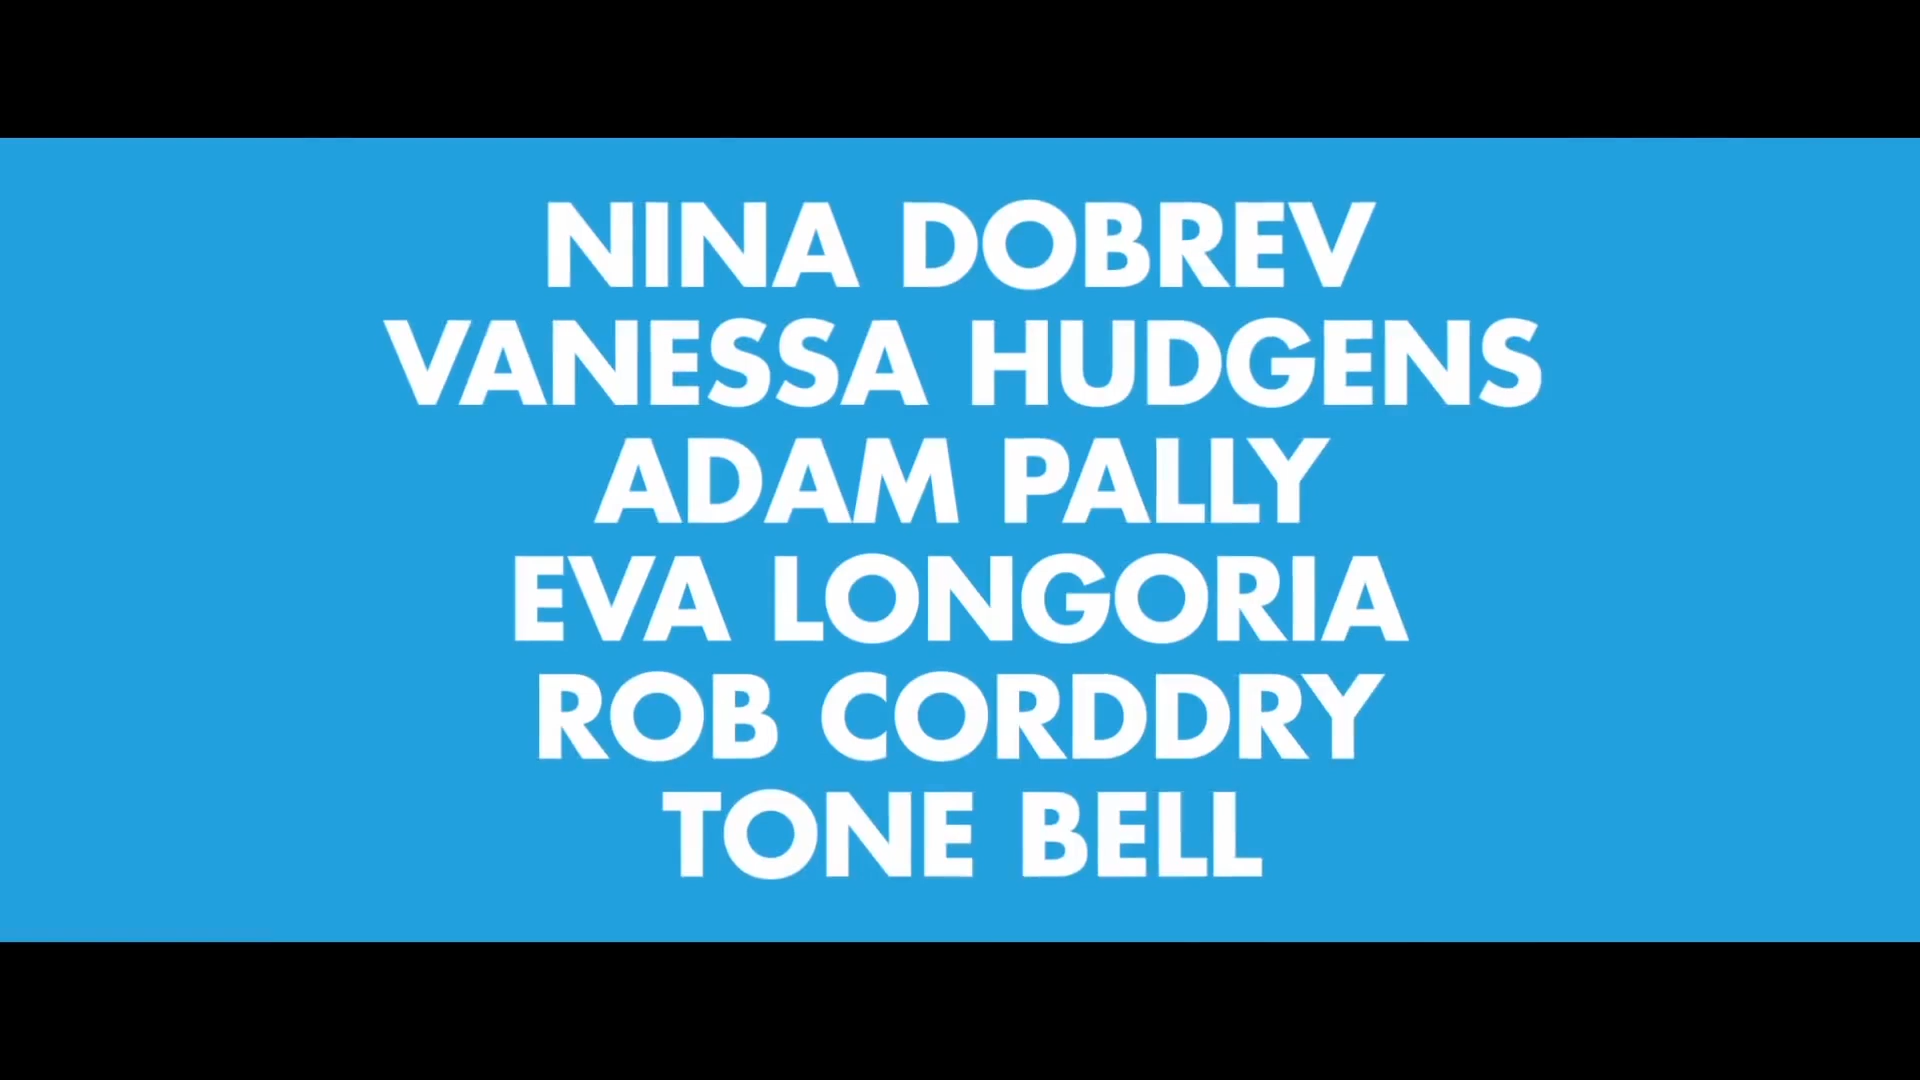 NINA DOBREV
VANESSA HUDGENS
ADAM PALLY
EVA LONGORIA
ROB CORDDRY
TONE BELL